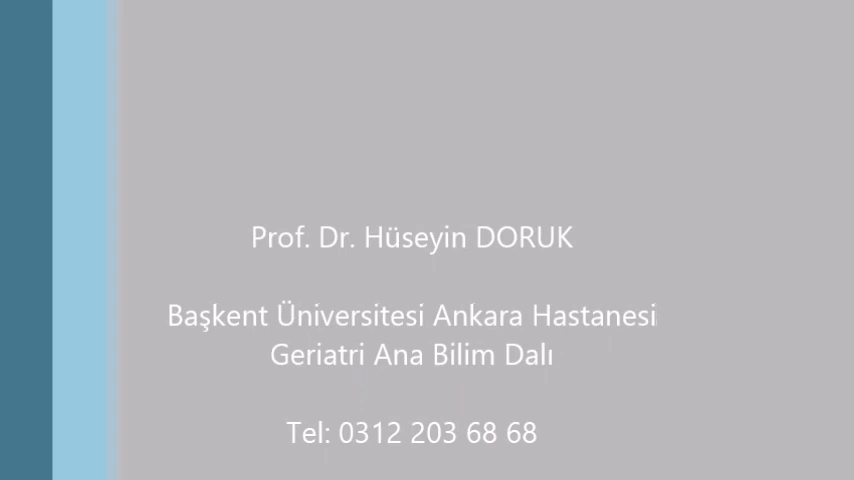 Prof. Dr. Hüseyin DORUK
Başkent Üniversitesi Ankara Hastanesi
Geriatri Ana Bilim Dalı
Tel: 0312 203 68 68